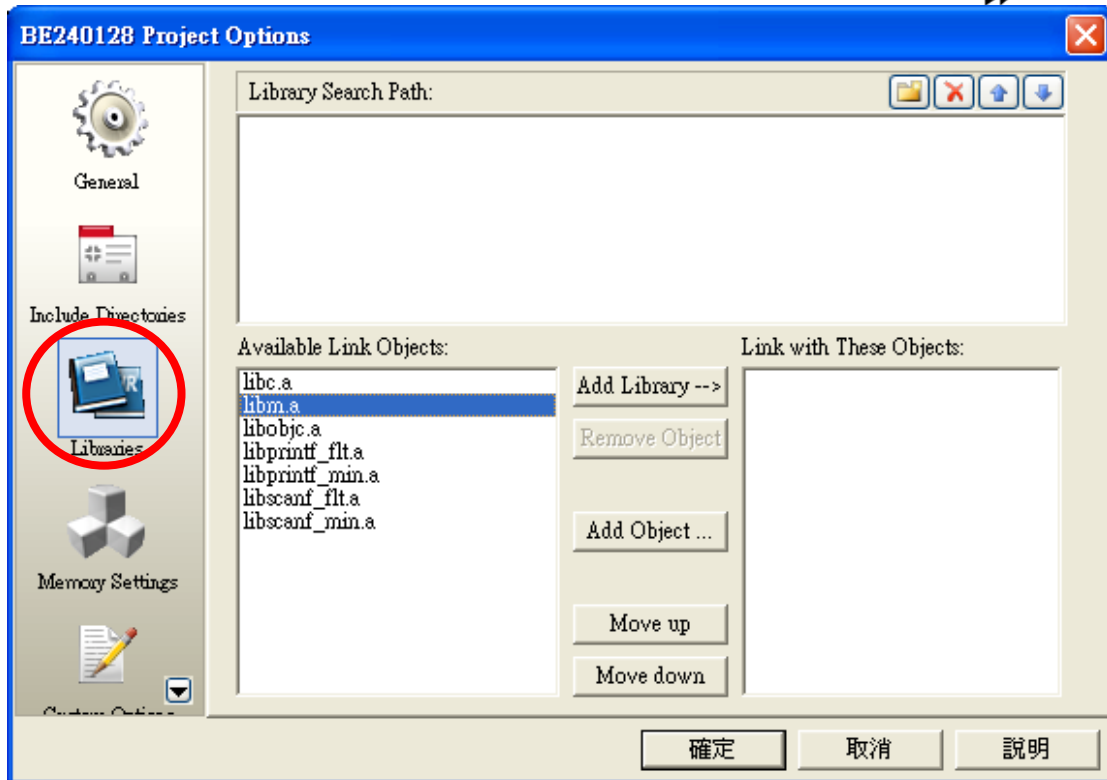 BE240128 Project Options
General
Include Directories
Libraries
Memory Settings
Custom Options
Library Search Path:
Available Link Objects:
libc.a
libm.a
libobjc.a
libprintf_flt.a
libprintf_min.a
libscanf_flt.a
libscanf_min.a
Add Library -->
Remove Object
Add Object ...
Move up
Move down
Link with These Objects:
確定
取消
說明